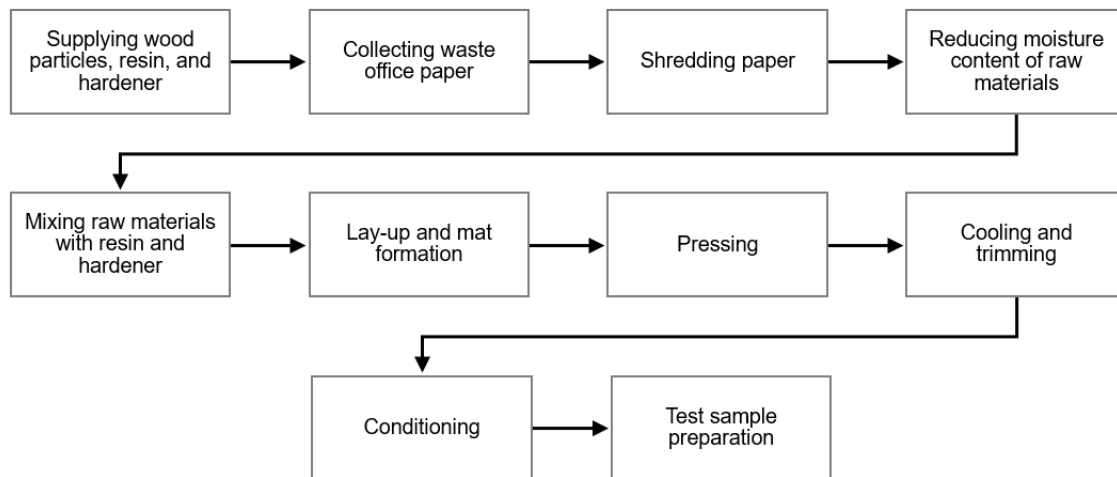 Supplying wood
particles, resin, and
hardener
Collecting waste
office paper
Shredding paper
Reducing moisture
content of raw
materials
Mixing raw materials
with resin and
hardener
Lay-up and mat
formation
Pressing
Cooling and
trimming
Conditioning
Test sample
preparation